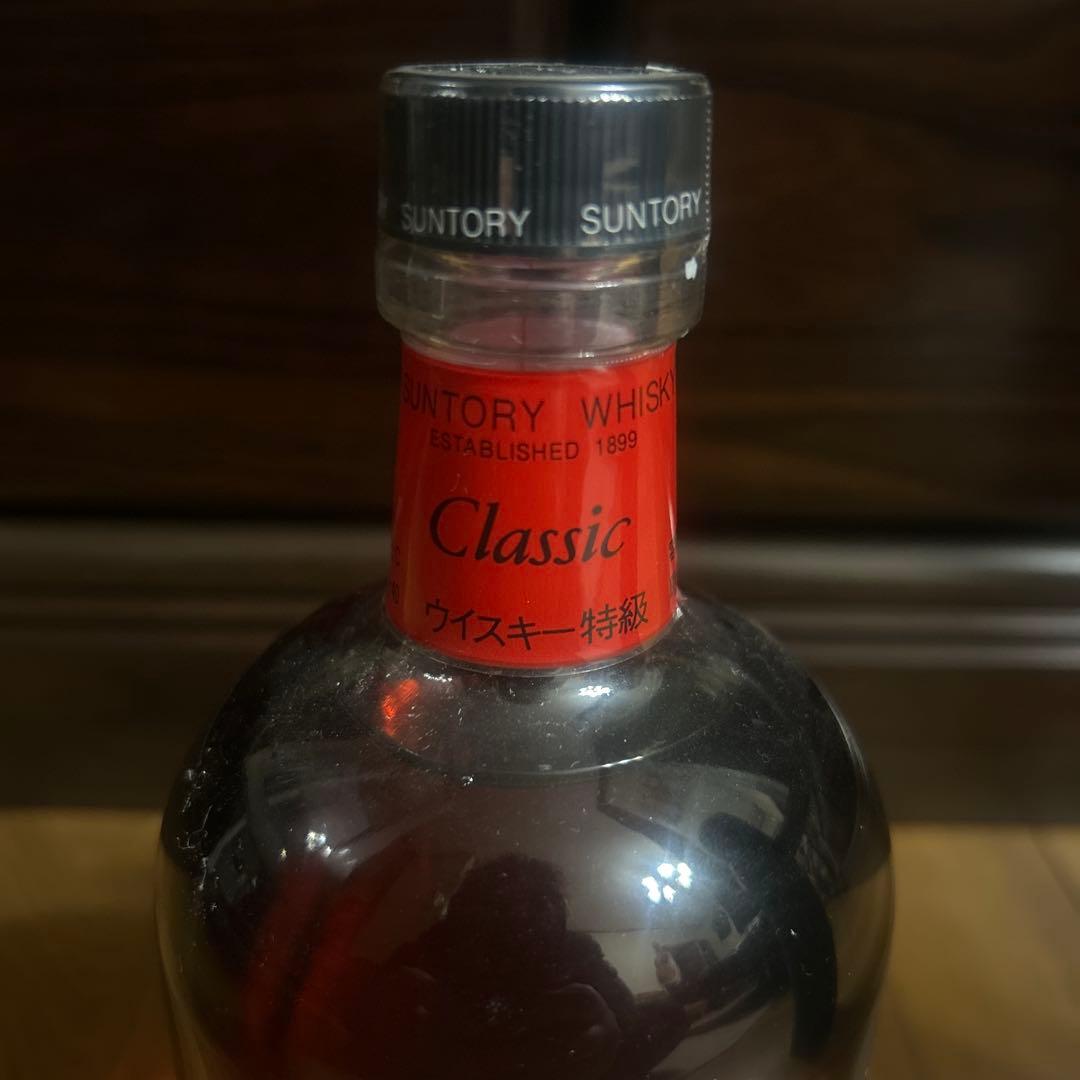 SUNTORY SUNTORY
SUNTORY WHISKY
ESTABLISHED 1899
Classic
ウイスキー特級